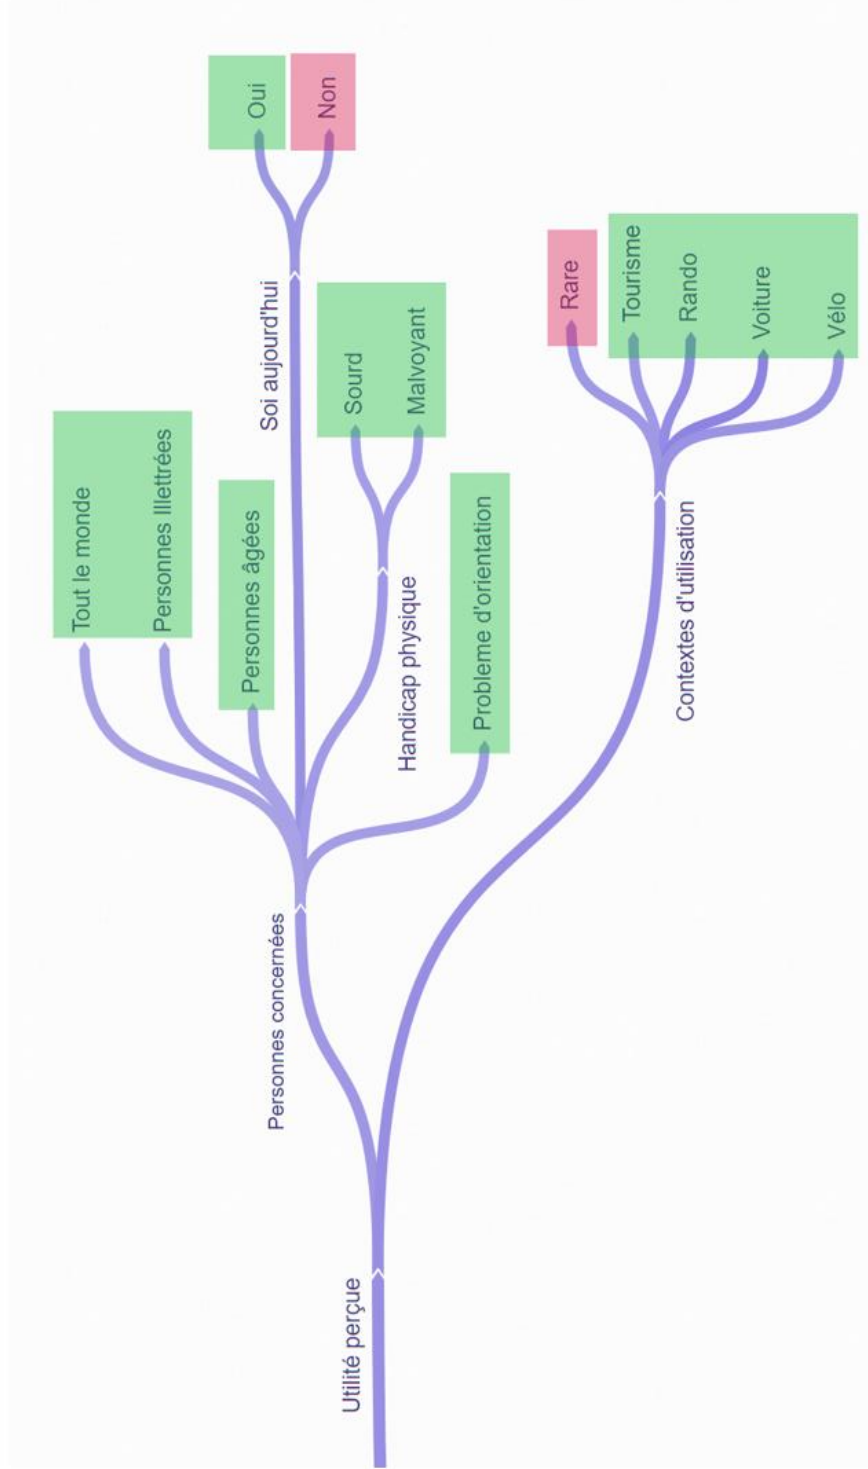 Utilité perçue
Personnes concernées
Tout le monde
Personnes Illettrées
Personnes âgées
Soi aujourd'hui
Oui
Non
Handicap physique
Sourd
Malvoyant
Probleme d'orientation
Contextes d'utilisation
Rare
Tourisme
Rando
Voiture
Vélo